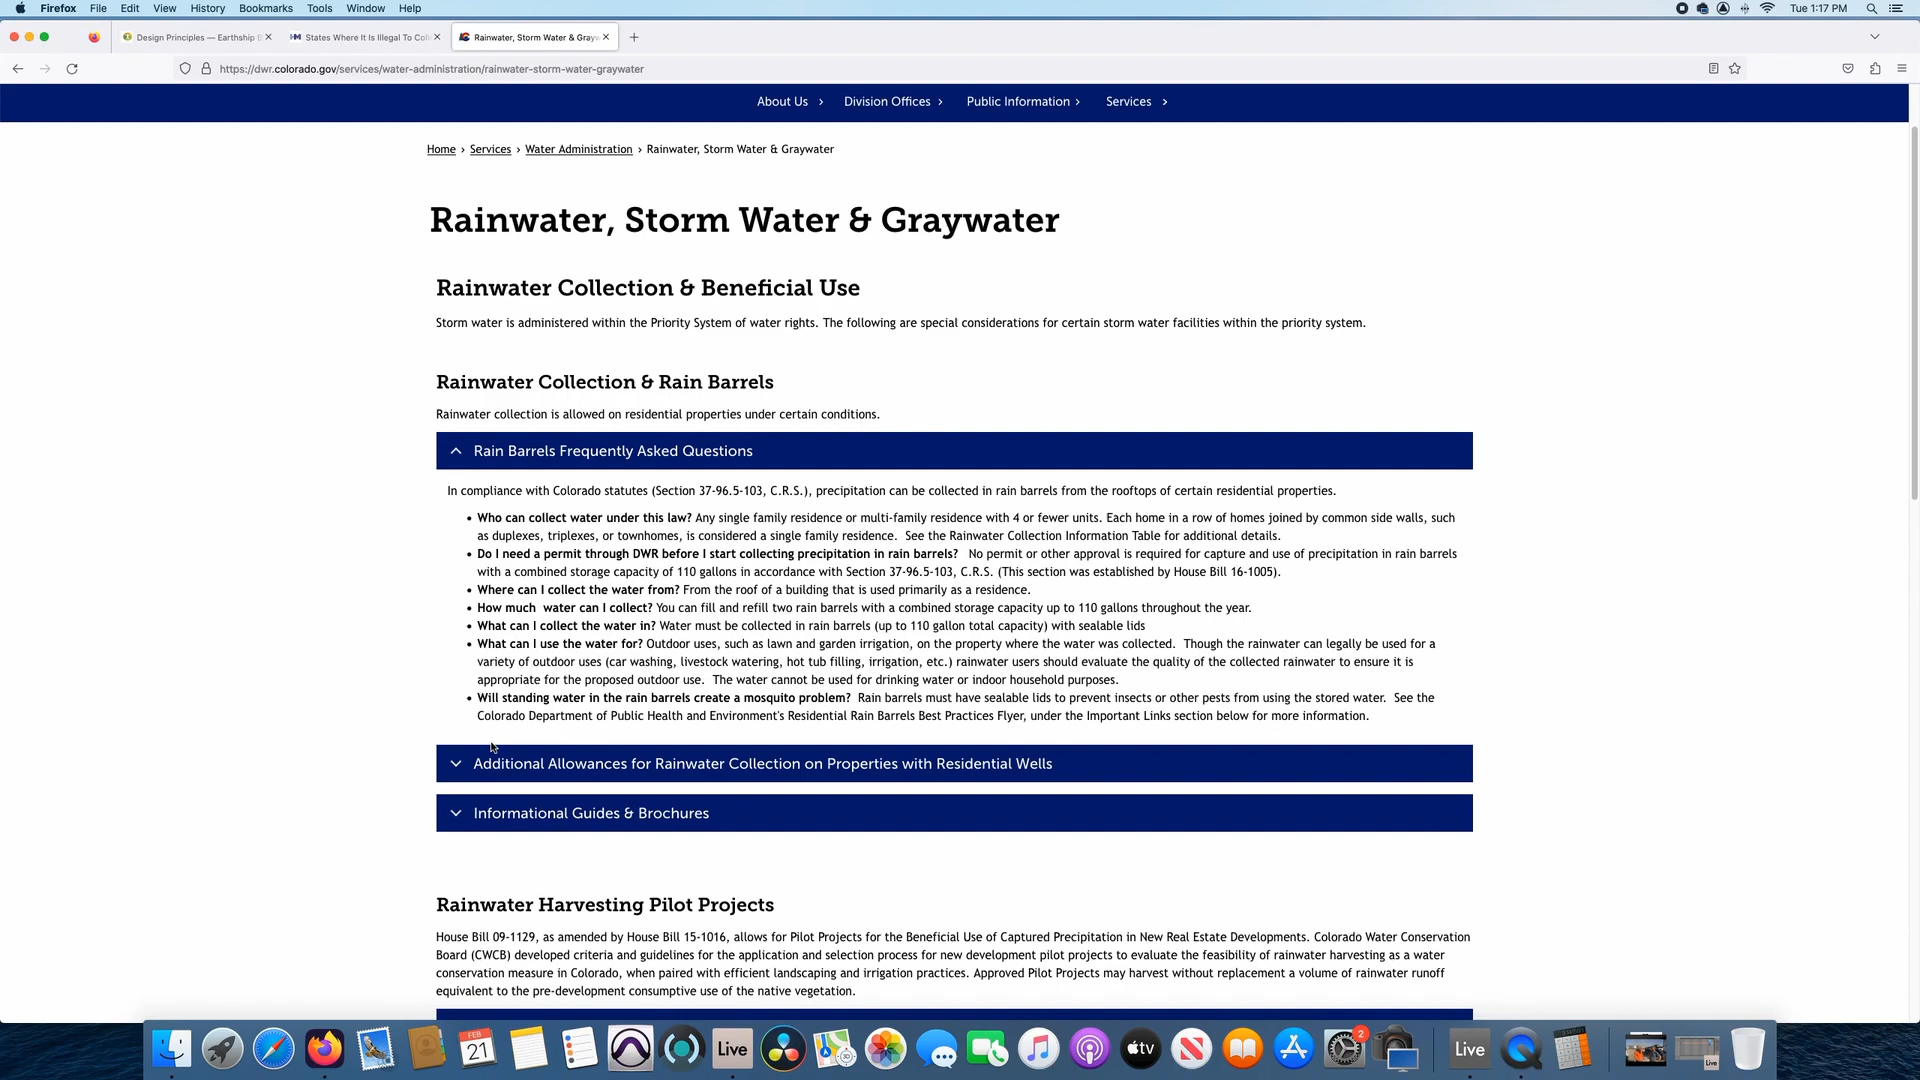 Firefox File Edit View History Bookmarks Tools Window Help Tue 1:17 PM
Design Principles — Earthship B
States Where It Is Illegal To Coll
Rainwater, Storm Water & Grayw
https://dwr.colorado.gov/services/water-administration/rainwater-storm-water-graywater
About Us Division Offices Public Information Services
Home › Services › Water Administration › Rainwater, Storm Water & Graywater
Rainwater, Storm Water & Graywater
Rainwater Collection & Beneficial Use
Storm water is administered within the Priority System of water rights. The following are special considerations for certain storm water facilities within the priority system.
Rainwater Collection & Rain Barrels
Rainwater collection is allowed on residential properties under certain conditions.
Rain Barrels Frequently Asked Questions
In compliance with Colorado statutes (Section 37-96.5-103, C.R.S.), precipitation can be collected in rain barrels from the rooftops of certain residential properties.
• Who can collect water under this law? Any single family residence or multi-family residence with 4 or fewer units. Each home in a row of homes joined by common side walls, such
as duplexes, triplexes, or townhomes, is considered a single family residence. See the Rainwater Collection Information Table for additional details.
• Do I need a permit through DWR before I start collecting precipitation in rain barrels? No permit or other approval is required for capture and use of precipitation in rain barrels
with a combined storage capacity of 110 gallons in accordance with Section 37-96.5-103, C.R.S. (This section was established by House Bill 16-1005).
• Where can I collect the water from? From the roof of a building that is used primarily as a residence.
• How much water can I collect? You can fill and refill two rain barrels with a combined storage capacity up to 110 gallons throughout the year.
• What can I collect the water in? Water must be collected in rain barrels (up to 110 gallon total capacity) with sealable lids
• What can I use the water for? Outdoor uses, such as lawn and garden irrigation, on the property where the water was collected. Though the rainwater can legally be used for a
variety of outdoor uses (car washing, livestock watering, hot tub filling, irrigation, etc.) rainwater users should evaluate the quality of the collected rainwater to ensure it is
appropriate for the proposed outdoor use. The water cannot be used for drinking water or indoor household purposes.
• Will standing water in the rain barrels create a mosquito problem? Rain barrels must have sealable lids to prevent insects or other pests from using the stored water. See the
Colorado Department of Public Health and Environment's Residential Rain Barrels Best Practices Flyer, under the Important Links section below for more information.
Additional Allowances for Rainwater Collection on Properties with Residential Wells
Informational Guides & Brochures
Rainwater Harvesting Pilot Projects
House Bill 09-1129, as amended by House Bill 15-1016, allows for Pilot Projects for the Beneficial Use of Captured Precipitation in New Real Estate Developments. Colorado Water Conservation
Board (CWCB) developed criteria and guidelines for the application and selection process for new development pilot projects to evaluate the feasibility of rainwater harvesting as a water
conservation measure in Colorado, when paired with efficient landscaping and irrigation practices. Approved Pilot Projects may harvest without replacement a volume of rainwater runoff
equivalent to the pre-development consumptive use of the native vegetation.
FEB
21
Live
tv
2
Live